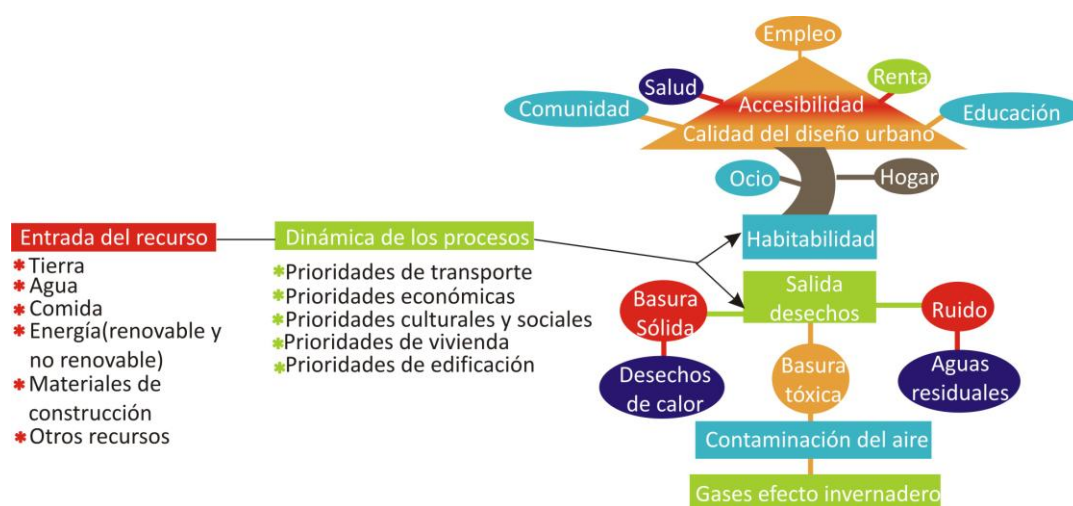 Empleo
Salud
Renta
Comunidad
Accesibilidad
Educación
Calidad del diseño urbano
Ocio
Hogar
Entrada del recurso
Dinámica de los procesos
Habitabilidad
Tierra
Agua
Comida
Energía(renovable y
no renovable)
Materiales de
construcción
Otros recursos
Prioridades de transporte
Prioridades económicas
Prioridades culturales y sociales
Prioridades de vivienda
Prioridades de edificación
Salida
desechos
Basura
Sólida
Ruido
Desechos
de calor
Basura
tóxica
Aguas
residuales
Contaminación del aire
Gases efecto invernadero